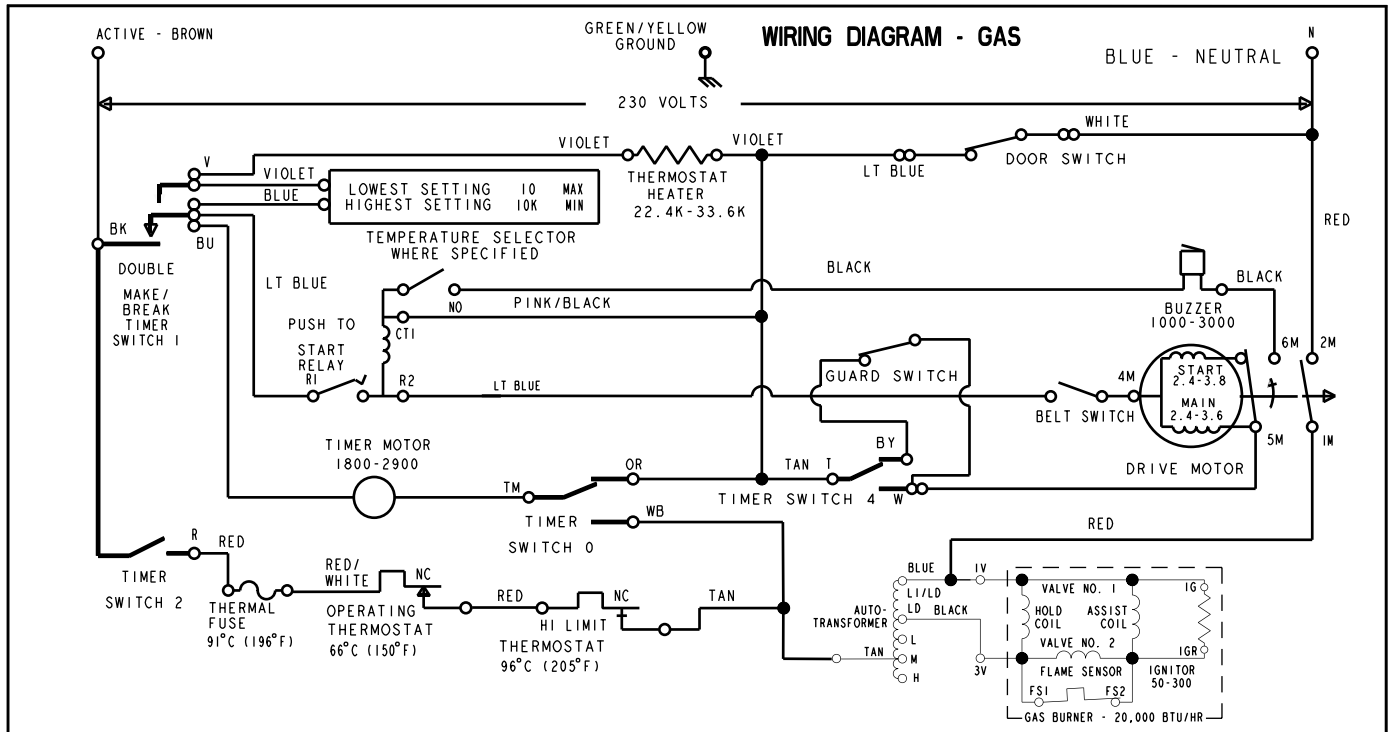 WIRING DIAGRAM - GAS
ACTIVE - BROWN
GREEN/YELLOW
GROUND
BLUE - NEUTRAL
N
230 VOLTS
VIOLET
VIOLET
WHITE
DOOR SWITCH
LT BLUE
THERMOSTAT
HEATER
22.4K-33.6K
V
VIOLET
BLUE
LOWEST SETTING 10 MAX
HIGHEST SETTING 10K MIN
TEMPERATURE SELECTOR
WHERE SPECIFIED
BK
BU
DOUBLE
MAKE/
BREAK
TIMER
SWITCH 1
RED
LT BLUE
BLACK
BLACK
BUZZER
1000-3000
NO
PINK/BLACK
CT1
PUSH TO
START
RELAY
R1
R2
LT BLUE
GUARD SWITCH
BELT SWITCH
4M
START
2.4-3.8
MAIN
2.4-3.6
6M
2M
5M
1M
DRIVE MOTOR
TIMER MOTOR
1800-2900
TM
OR
TAN
T
BY
W
TIMER SWITCH 4
WB
TIMER
SWITCH 0
RED
R
RED
TIMER
SWITCH 2
THERMAL
FUSE
91°C (196°F)
RED/
WHITE
NC
OPERATING
THERMOSTAT
66°C (150°F)
RED
NC
HI LIMIT
THERMOSTAT
96°C (205°F)
TAN
AUTO-
TRANSFORMER
TAN
BLUE
LI/LD
LD BLACK
L
M
H
1V
3V
VALVE NO. 1
HOLD
COIL
ASSIST
COIL
VALVE NO. 2
FLAME SENSOR
FS1
FS2
IG
IGR
IGNITOR
50-300
GAS BURNER - 20,000 BTU/HR